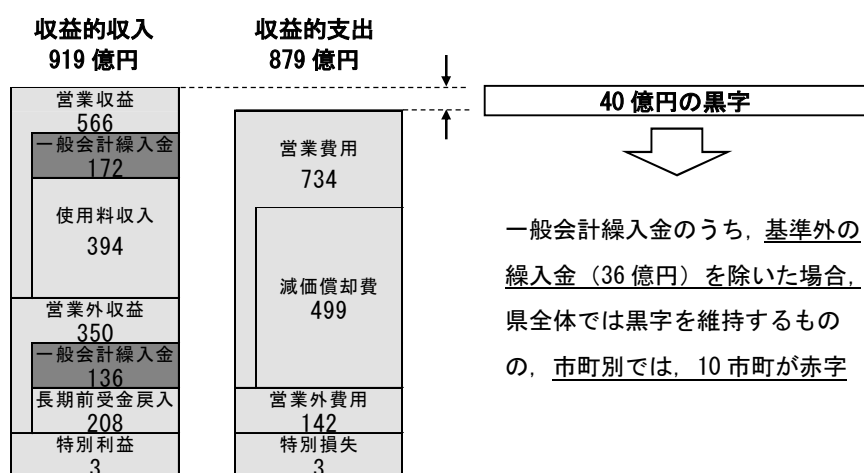 収益的収入
919 億円
収益的支出
879 億円
営業収益
566
一般会計繰入金
172
使用料収入
394
営業外収益
350
一般会計繰入金
136
長期前受金戻入
208
特別利益
3
営業費用
734
減価償却費
499
営業外費用
142
特別損失
3
40 億円の黒字
一般会計繰入金のうち，基準外の
繰入金（36 億円）を除いた場合，
県全体では黒字を維持するもの
の，市町別では，10 市町が赤字